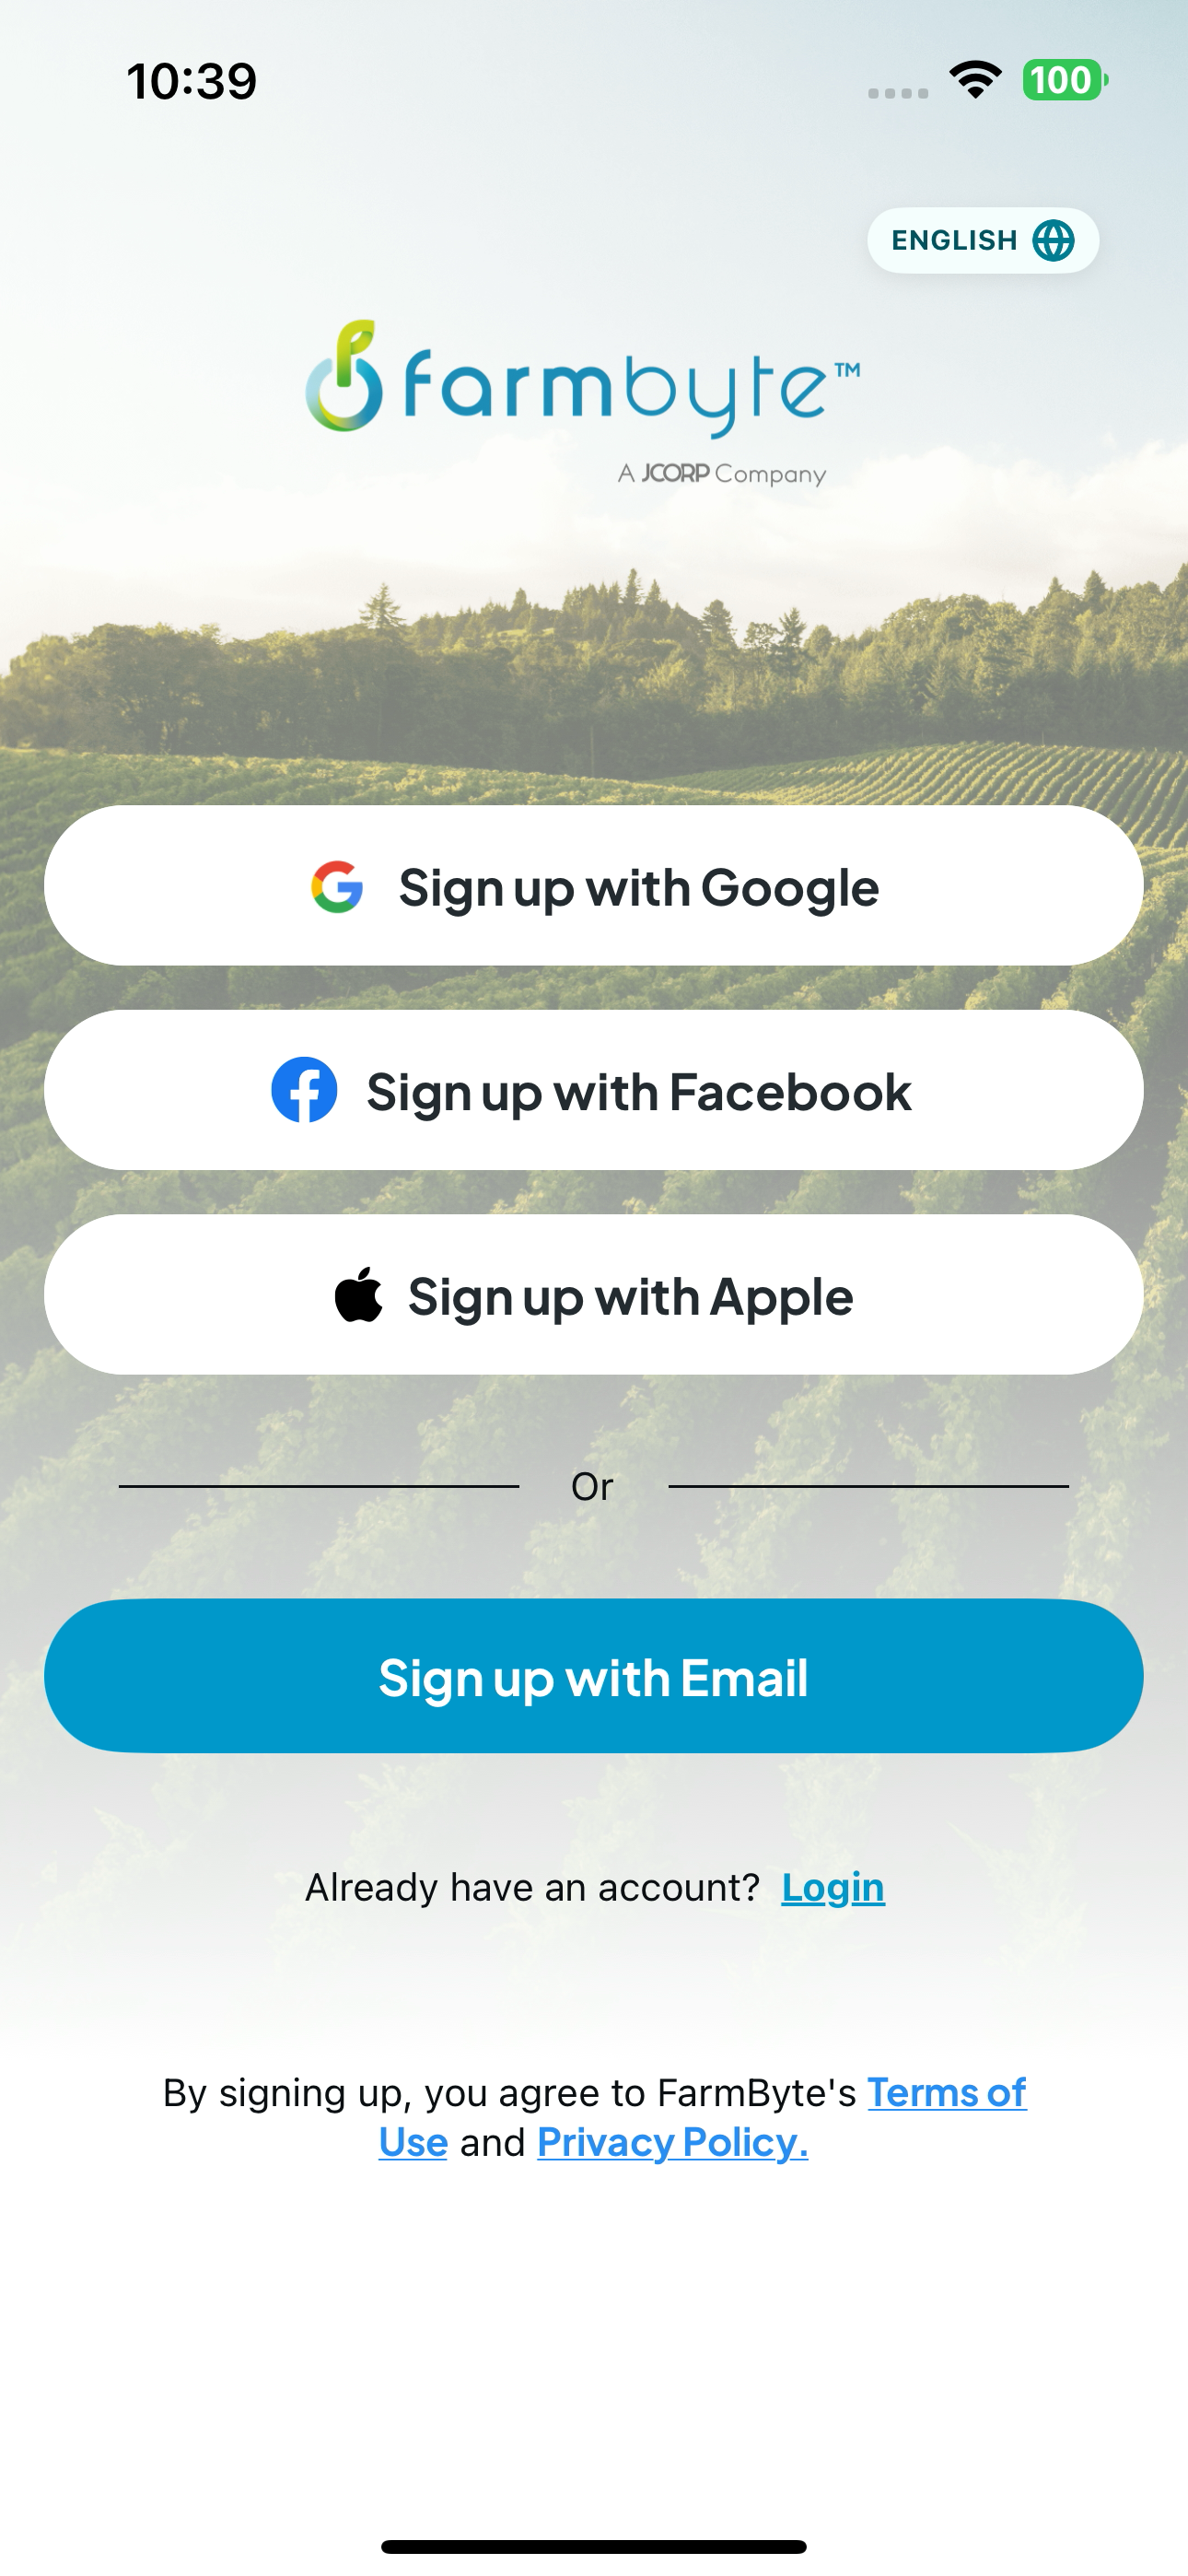 10:39
100
ENGLISH
farmbyte™
A JCORP Company
Sign up with Google
Sign up with Facebook
Sign up with Apple
Or
Sign up with Email
Already have an account? Login
By signing up, you agree to FarmByte's Terms of
Use and Privacy Policy.